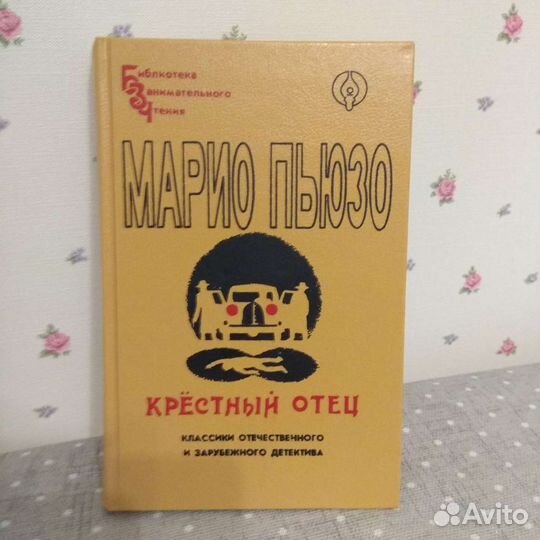 Библиотека
Занимательного
Чтения
МАРИО ПЬЮЗО
КРЁСТНЫЙ ОТЕЦ
КЛАССИКИ ОТЕЧЕСТВЕННОГО
И ЗАРУБЕЖНОГО ДЕТЕКТИВА
Avito